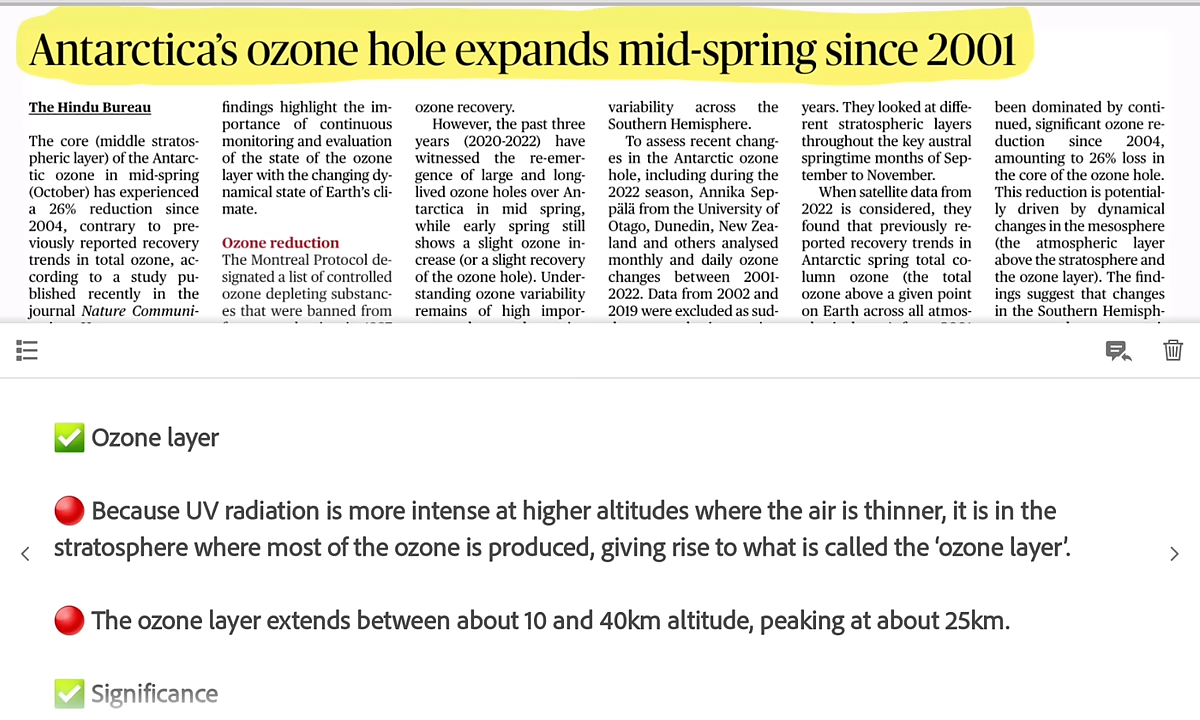 Antarctica's ozone hole expands mid-spring since 2001
The Hindu Bureau
The core (middle stratos-
pheric layer) of the Antarc-
tic ozone in mid-spring
(October) has experienced
a 26% reduction since
2004, contrary to pre-
viously reported recovery
trends in total ozone, ac-
cording to a study pu-
blished recently in the
journal Nature Communi-
findings highlight the im-
portance of continuous
monitoring and evaluation
of the state of the ozone
layer with the changing dy-
namical state of Earth's cli-
mate.
Ozone reduction
The Montreal Protocol de-
signated a list of controlled
ozone depleting substanc-
es that were banned from
ozone recovery.
However, the past three
years (2020-2022) have
witnessed the re-emer-
gence of large and long-
lived ozone holes over An-
tarctica in mid spring,
while early spring still
shows a slight ozone in-
crease (or a slight recovery
of the ozone hole). Under-
standing ozone variability
remains of high impor-
variability across the
Southern Hemisphere.
To assess recent chang-
es in the Antarctic ozone
hole, including during the
2022 season, Annika Sep-
pälä from the University of
Otago, Dunedin, New Zea-
land and others analysed
monthly and daily ozone
changes between 2001-
2022. Data from 2002 and
2019 were excluded as sud-
years. They looked at diffe-
rent stratospheric layers
throughout the key austral
springtime months of Sep-
tember to November.
When satellite data from
2022 is considered, they
found that previously re-
ported recovery trends in
Antarctic spring total co-
lumn ozone (the total
ozone above a given point
on Earth across all atmos-
been dominated by conti-
nued, significant ozone re-
duction since 2004,
amounting to 26% loss in
the core of the ozone hole.
This reduction is potential-
ly driven by dynamical
changes in the mesosphere
(the atmospheric layer
above the stratosphere and
the ozone layer). The find-
ings suggest that changes
in the Southern Hemisph-
✅ Ozone layer
🔴 Because UV radiation is more intense at higher altitudes where the air is thinner, it is in the
stratosphere where most of the ozone is produced, giving rise to what is called the 'ozone layer'.
🔴 The ozone layer extends between about 10 and 40km altitude, peaking at about 25km.
✅ Significance